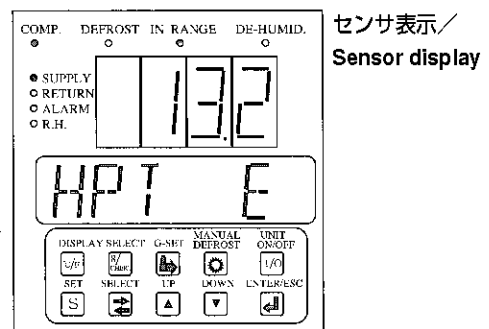 COMP. DEFROST IN RANGE DE-HUMID.
センサ表示／
Sensor display
SUPPLY
RETURN
ALARM
R.H.
13.2
HPT E
DISPLAY SELECT G-SET MANUAL DEFROST UNIT ON/OFF
I/O
SET SELECT UP DOWN ENTER/ESC
S